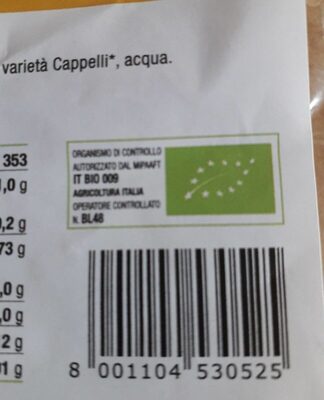 varietà Cappelli*, acqua.
353
,0 g
,2 g
73 g
,0 g
,0 g
2 g
01 g
ORGANISMO DI CONTROLLO
AUTORIZZATO DAL MIPAAFT
IT BIO 009
AGRICOLTURA ITALIA
OPERATORE CONTROLLATO
N. BL48
8 001104 530525